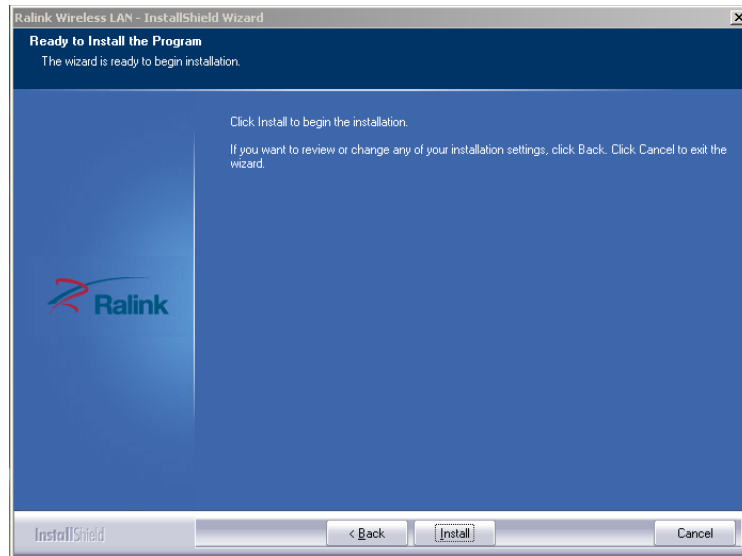 Ralink Wireless LAN - InstallShield Wizard
Ready to Install the Program
The wizard is ready to begin installation.
Click Install to begin the installation.
If you want to review or change any of your installation settings, click Back. Click Cancel to exit the
wizard.
Ralink
InstallShield
< Back
Install
Cancel